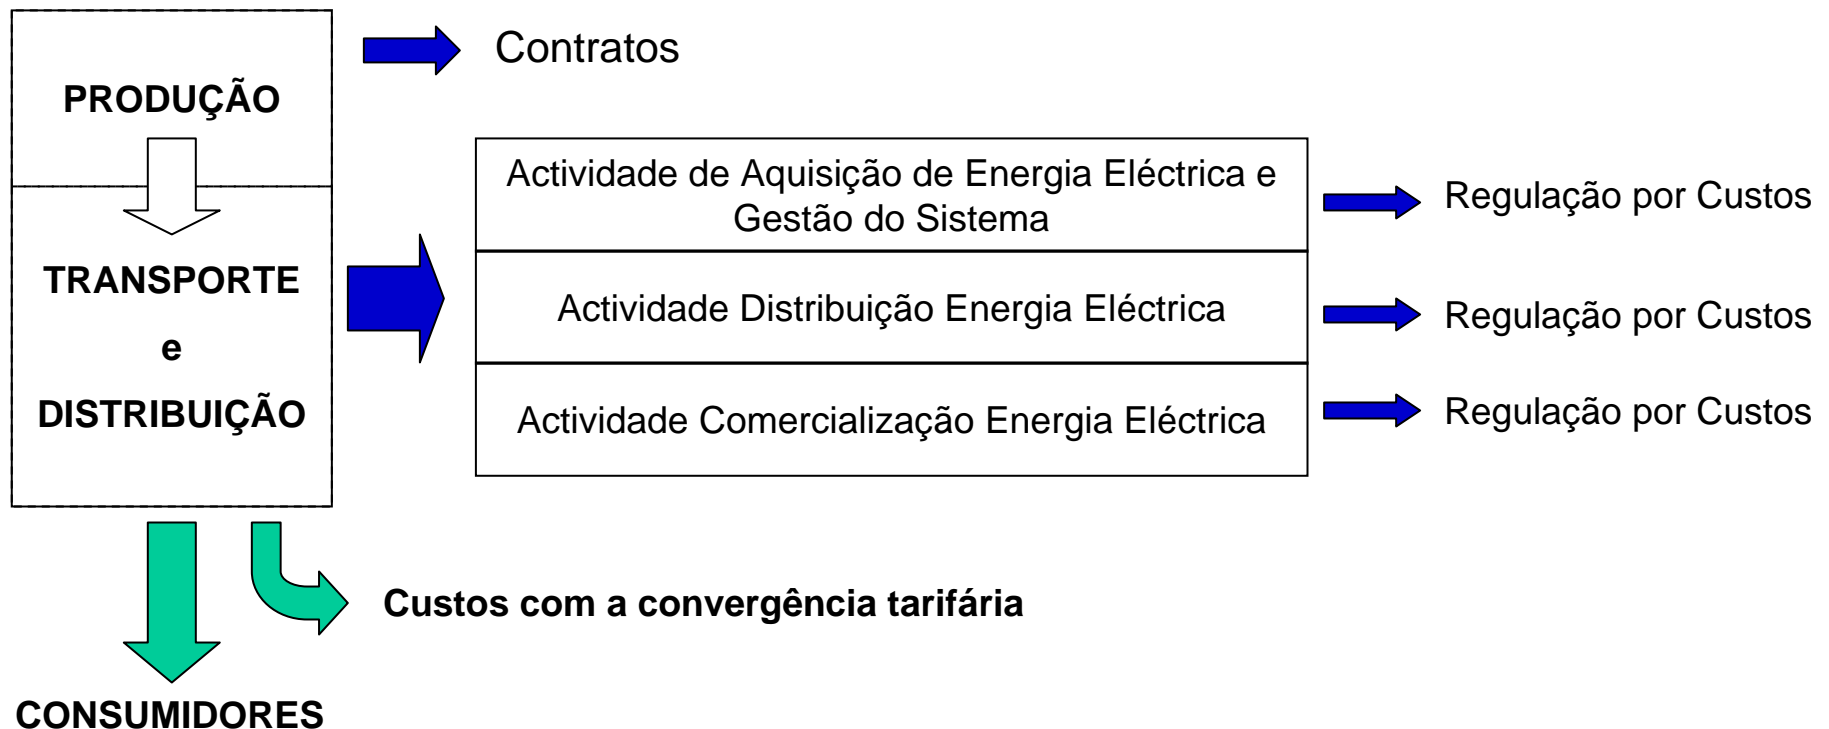 Contratos
PRODUÇÃO
Actividade de Aquisição de Energia Eléctrica e
Gestão do Sistema
Regulação por Custos
TRANSPORTE
e
DISTRIBUIÇÃO
Actividade Distribuição Energia Eléctrica
Regulação por Custos
Actividade Comercialização Energia Eléctrica
Regulação por Custos
Custos com a convergência tarifária
CONSUMIDORES